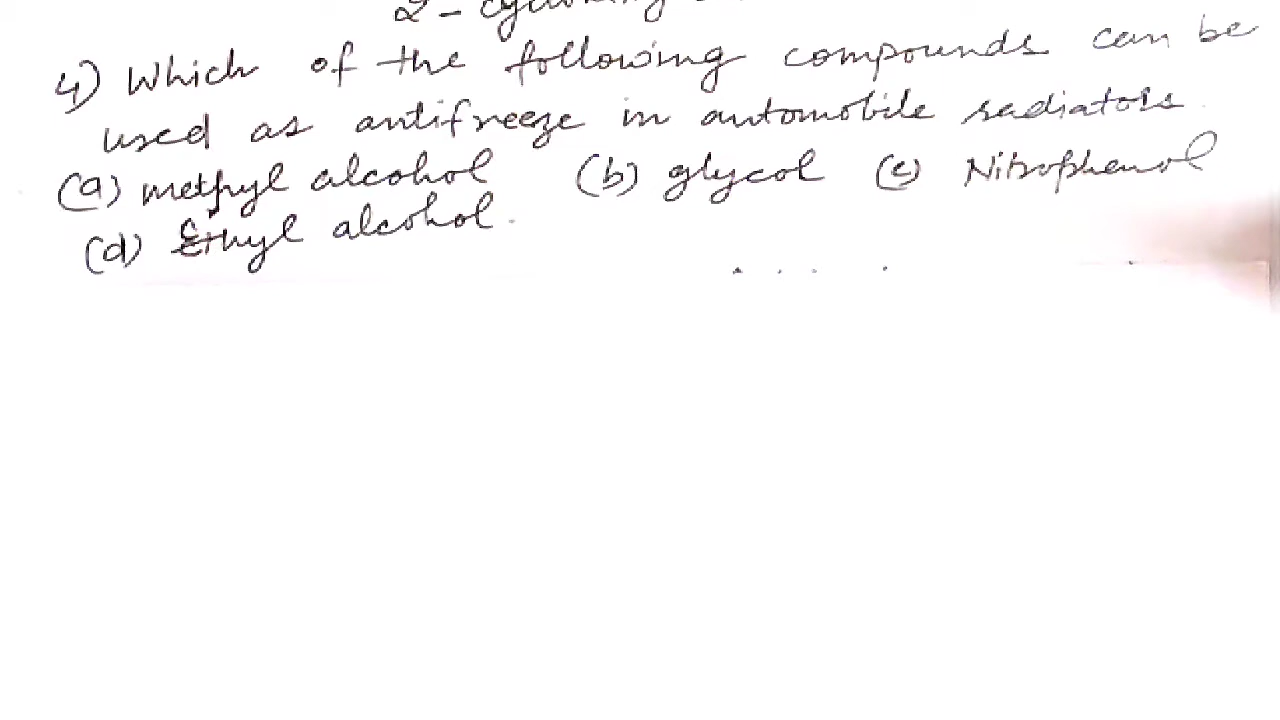 2-
4) Which of the following compounds can be
used as antifreeze in automobile radiators
(a) methyl alcohol (b) glycol (c) Nitrophenol
(d) Ethyl alcohol.